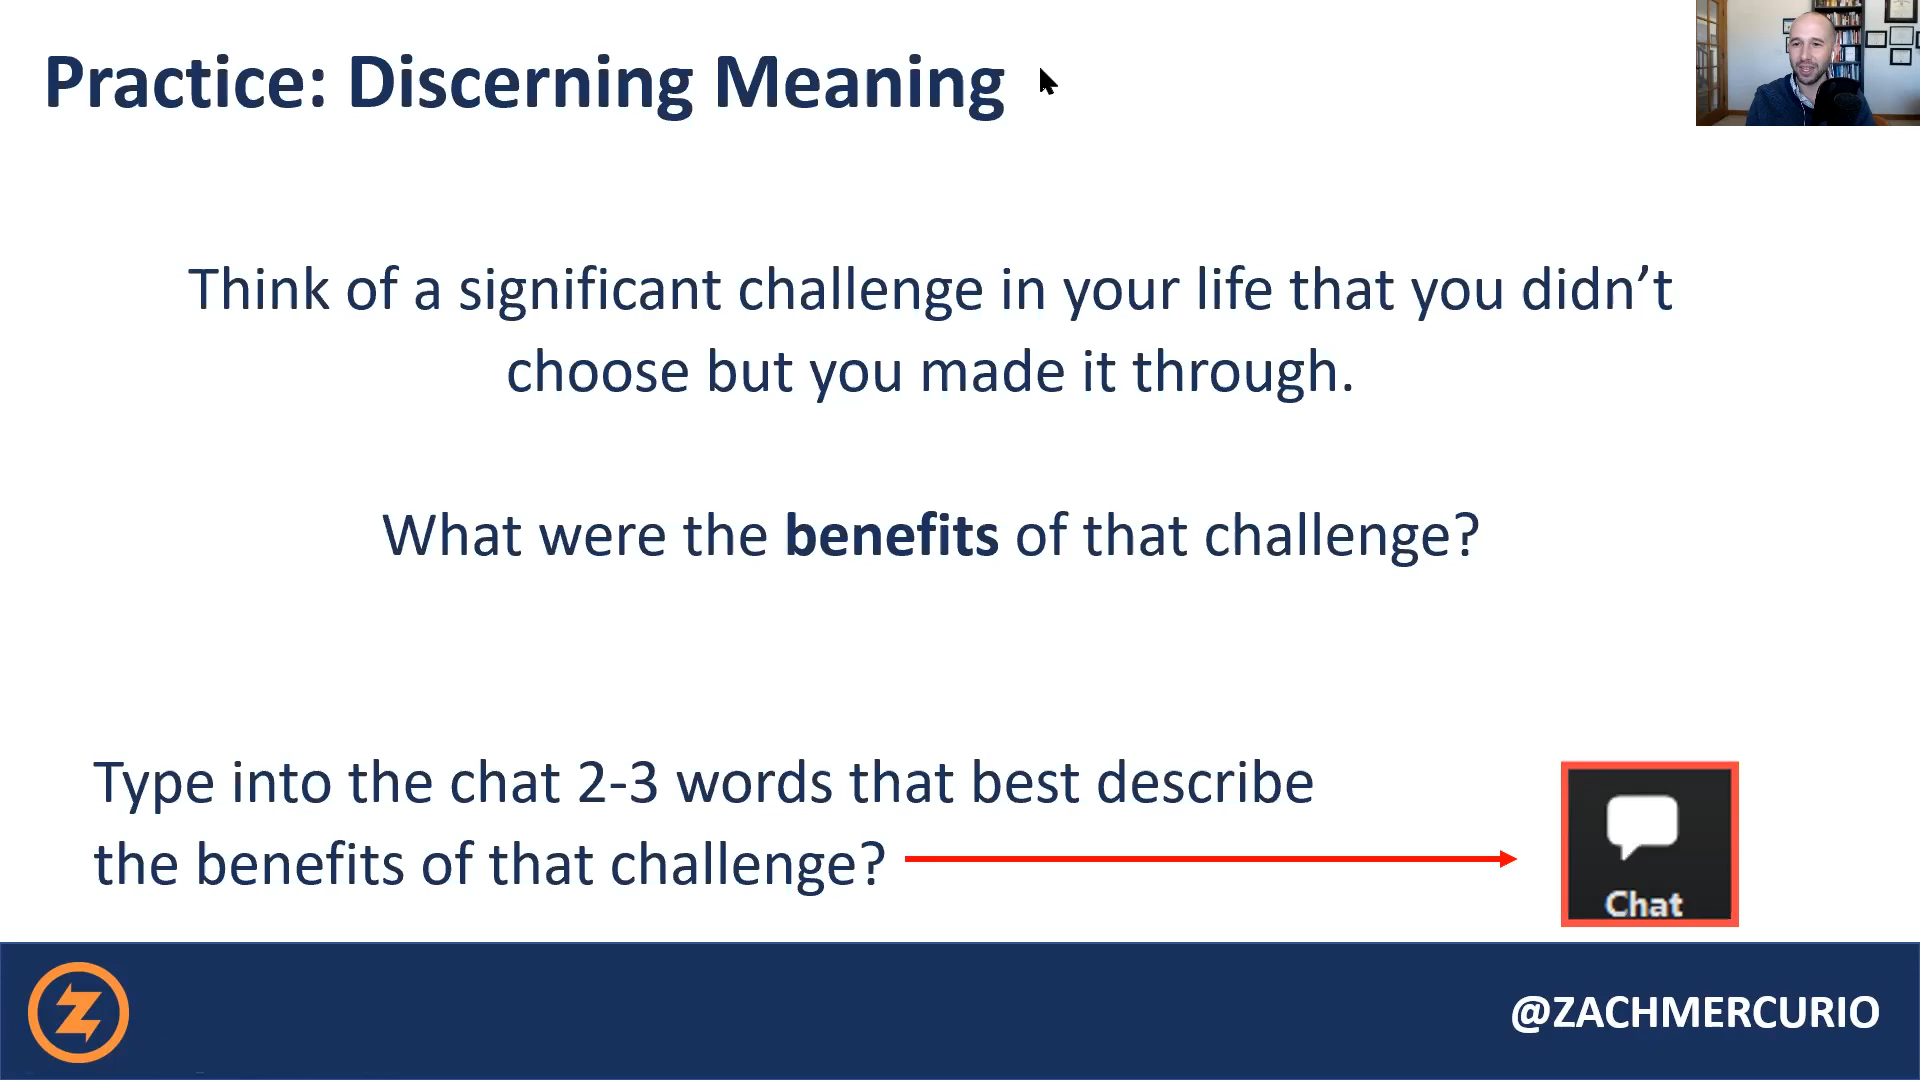 Practice: Discerning Meaning
Think of a significant challenge in your life that you didn’t
choose but you made it through.
What were the benefits of that challenge?
Type into the chat 2-3 words that best describe
the benefits of that challenge?
Chat
@ZACHMERCURIO